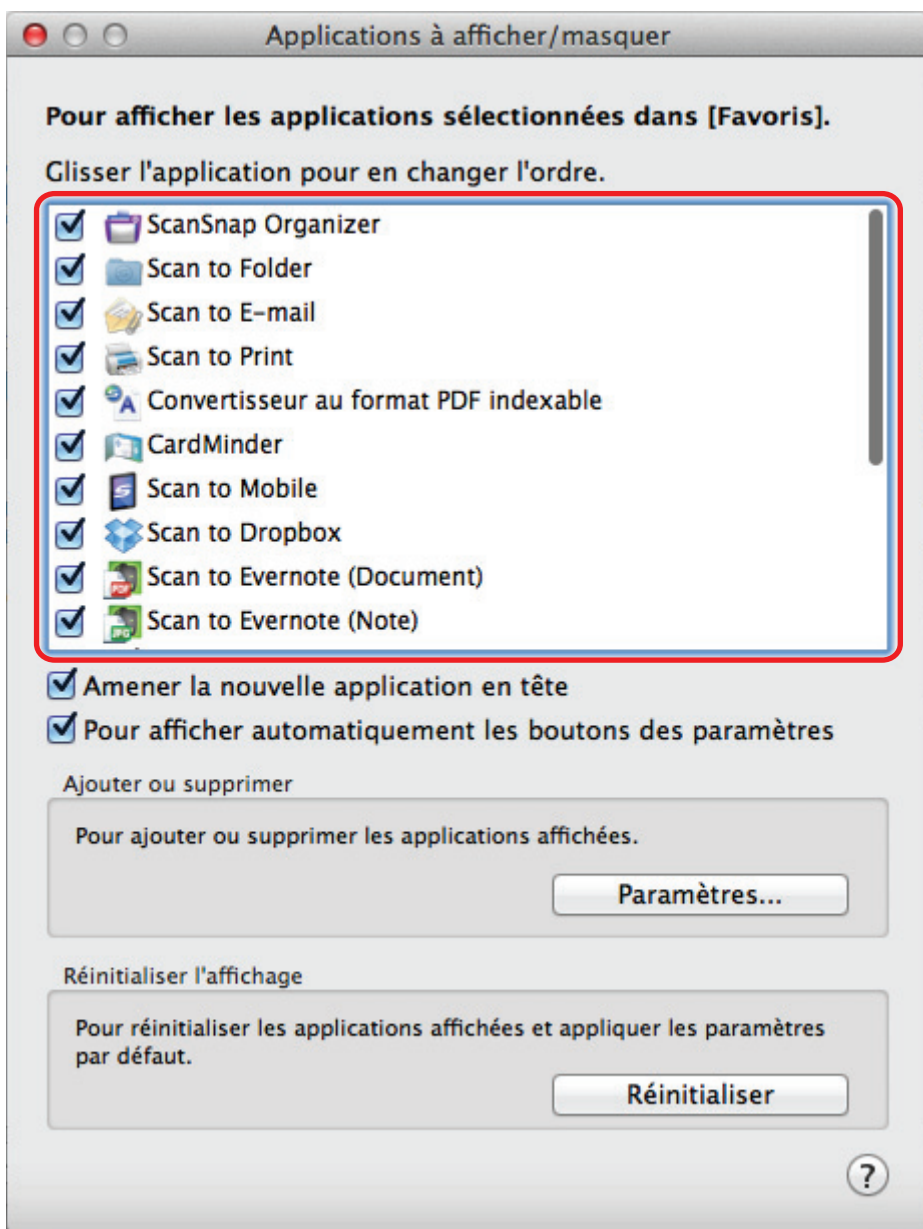 Applications à afficher/masquer
Pour afficher les applications sélectionnées dans [Favoris].
Glisser l'application pour en changer l'ordre.
ScanSnap Organizer
Scan to Folder
Scan to E-mail
Scan to Print
Convertisseur au format PDF indexable
CardMinder
Scan to Mobile
Scan to Dropbox
Scan to Evernote (Document)
Scan to Evernote (Note)
Amener la nouvelle application en tête
Pour afficher automatiquement les boutons des paramètres
Ajouter ou supprimer
Pour ajouter ou supprimer les applications affichées.
Paramètres...
Réinitialiser l'affichage
Pour réinitialiser les applications affichées et appliquer les paramètres
par défaut.
Réinitialiser
?